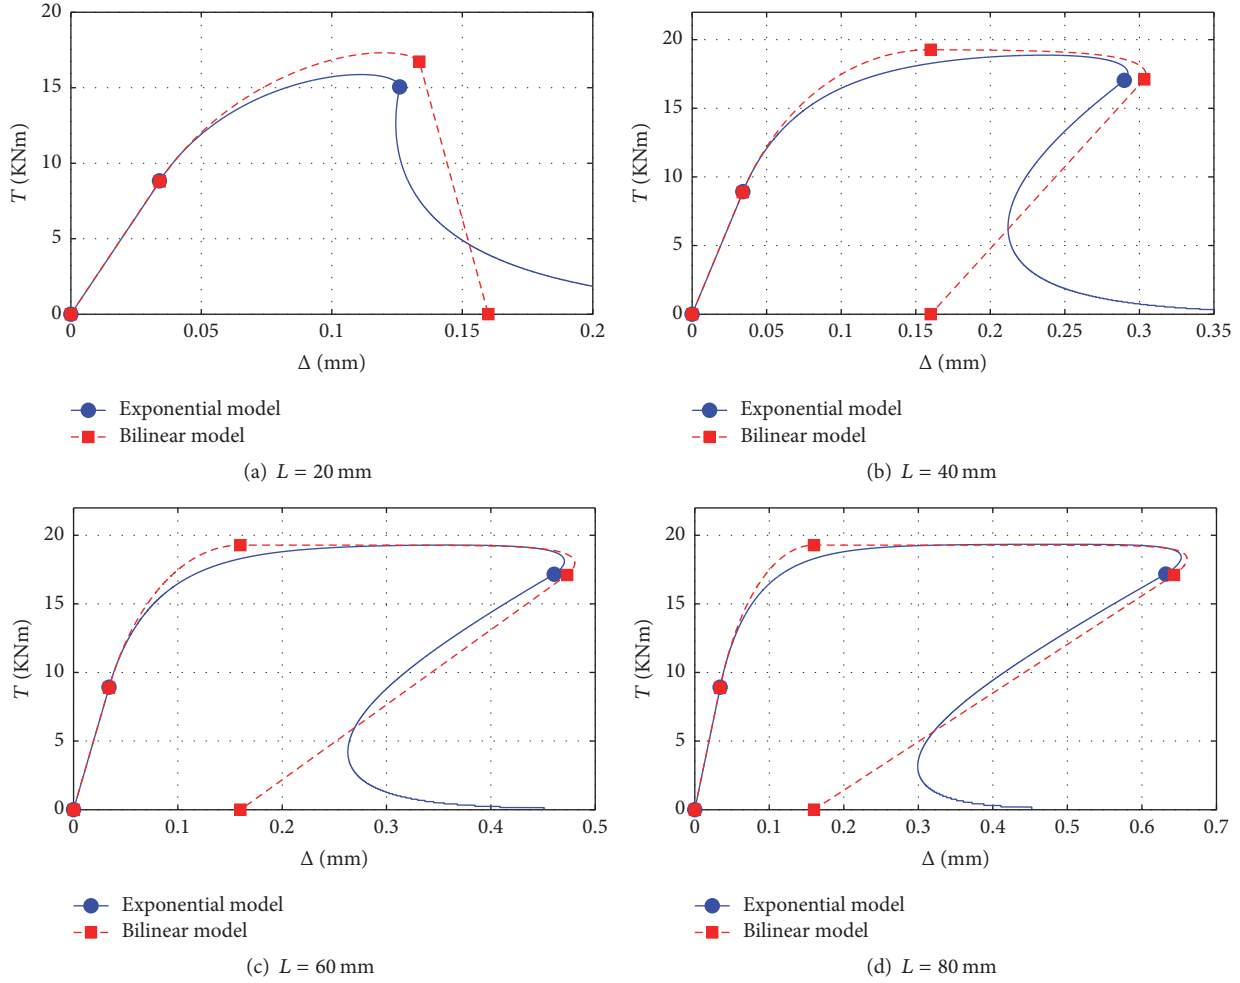 20
15
10
5
0
T (KNm)
0 0.05 0.1 0.15 0.2
Δ (mm)
Exponential model
Bilinear model
(a) L = 20 mm
20
15
10
5
0
T (KNm)
0 0.05 0.1 0.15 0.2 0.25 0.3 0.35
Δ (mm)
Exponential model
Bilinear model
(b) L = 40 mm
20
15
10
5
0
T (KNm)
0 0.1 0.2 0.3 0.4 0.5
Δ (mm)
Exponential model
Bilinear model
(c) L = 60 mm
20
15
10
5
0
T (KNm)
0 0.1 0.2 0.3 0.4 0.5 0.6 0.7
Δ (mm)
Exponential model
Bilinear model
(d) L = 80 mm